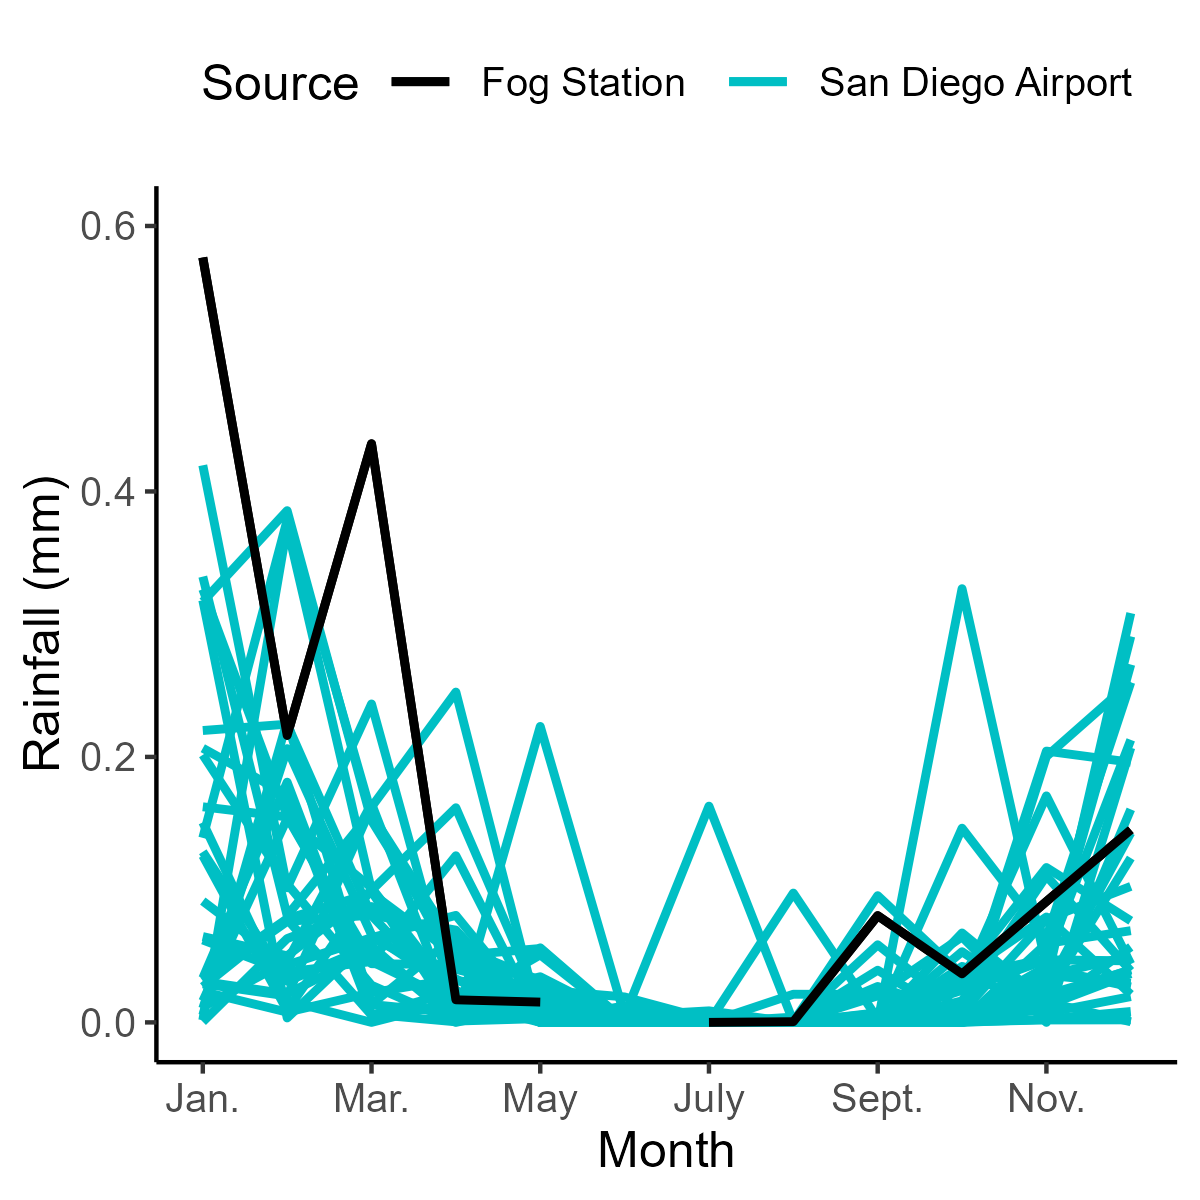 Source Fog Station San Diego Airport
0.6
0.4
0.2
0.0
Rainfall (mm)
Jan. Mar. May July Sept. Nov.
Month